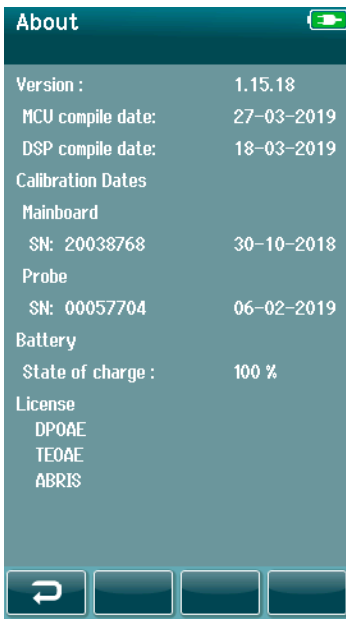 About
Version : 1.15.18
MCU compile date: 27-03-2019
DSP compile date: 18-03-2019
Calibration Dates
Mainboard
SN: 20038768 30-10-2018
Probe
SN: 00057704 06-02-2019
Battery
State of charge : 100 %
License
DPOAE
TEOAE
ABRIS